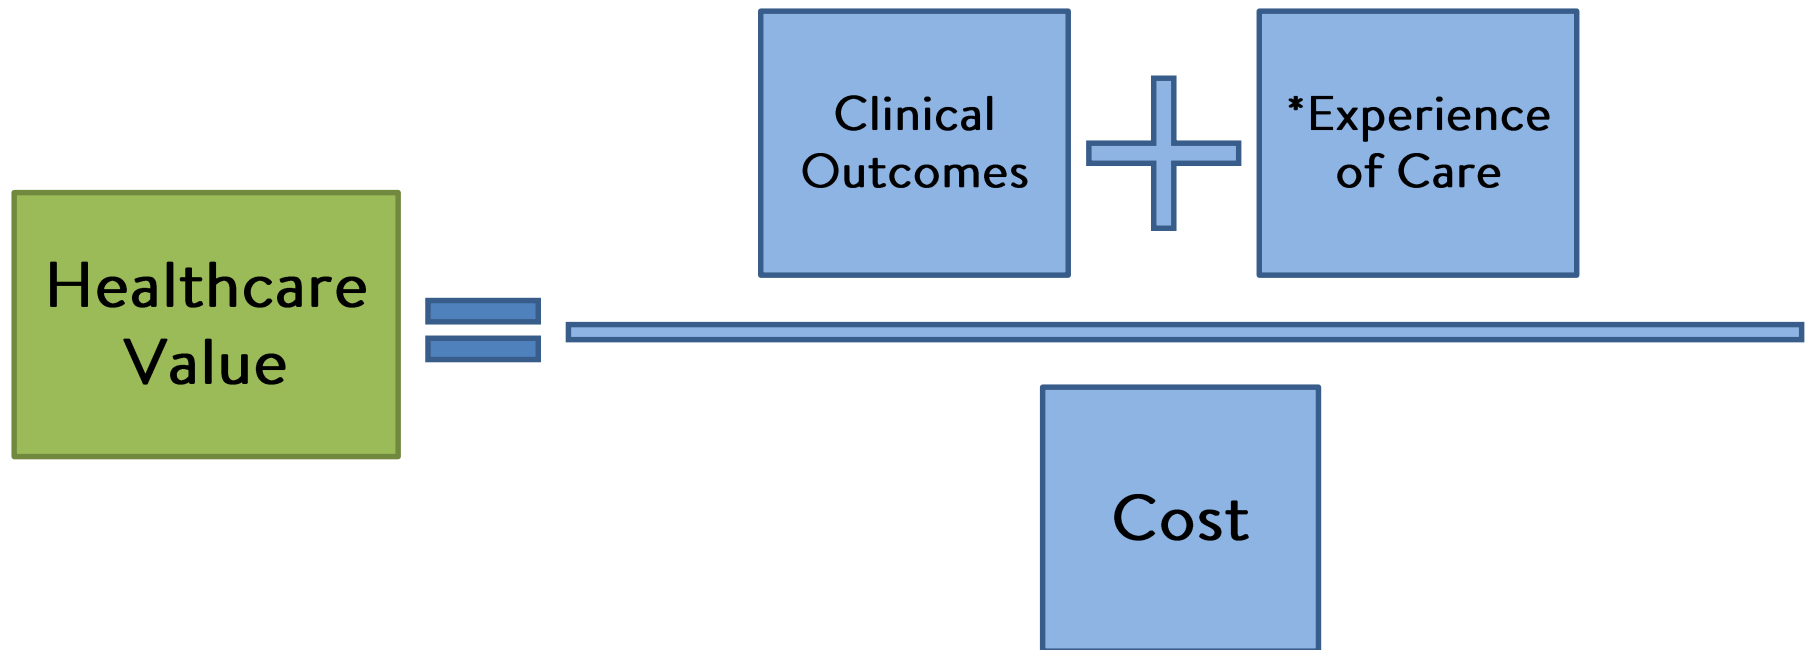 Clinical
Outcomes
*Experience
of Care
Healthcare
Value
Cost